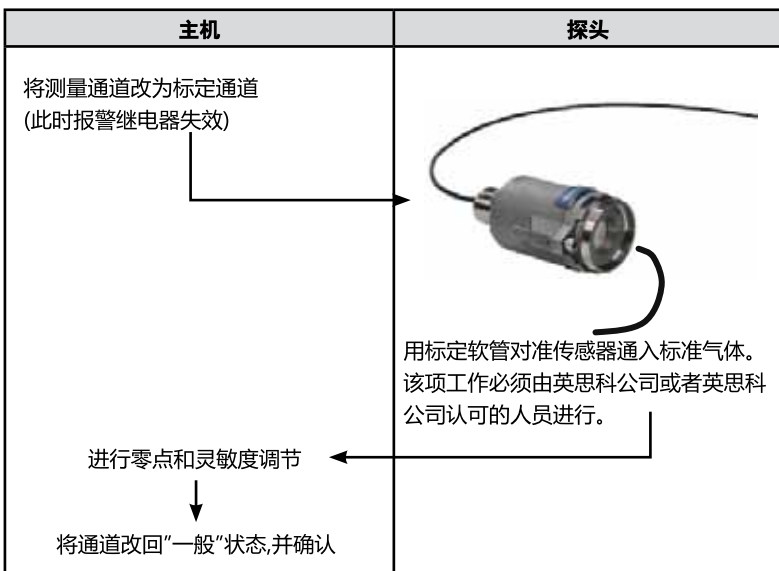 主机
探头
将测量通道改为标定通道
(此时报警继电器失效)
用标定软管对准传感器通入标准气体。
该项工作必须由英思科公司或者英思科
公司认可的人员进行。
进行零点和灵敏度调节
将通道改回"一般"状态,并确认